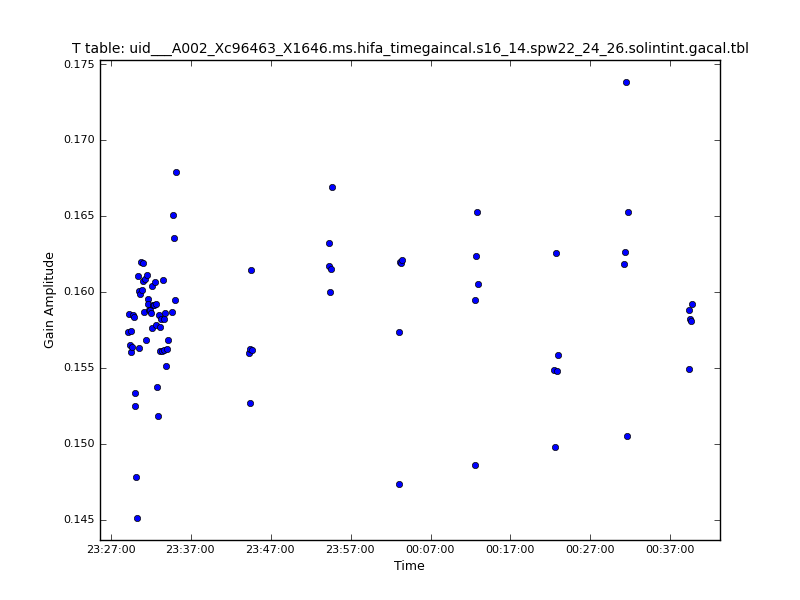 T table: uid___A002_Xc96463_X1646.ms.hifa_timegaincal.s16_14.spw22_24_26.solintint.gacal.tbl
0.175
0.170
0.165
0.160
0.155
0.150
0.145
Gain Amplitude
23:27:00 23:37:00 23:47:00 23:57:00 00:07:00 00:17:00 00:27:00 00:37:00
Time